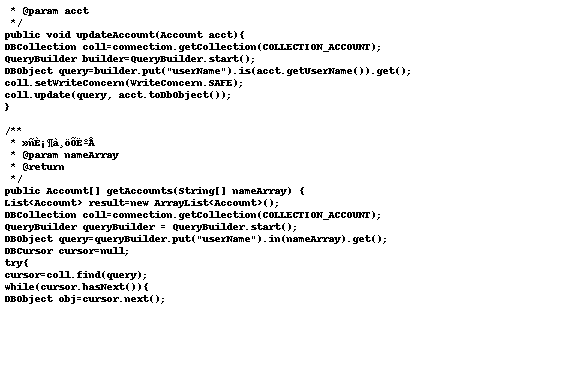 * @param acct
*/
public void updateAccount(Account acct){
DBCollection coll=connection.getCollection(COLLECTION_ACCOUNT);
QueryBuilder builder=QueryBuilder.start();
DBObject query=builder.put("userName").is(acct.getUserName()).get();
coll.setWriteConcern(WriteConcern.SAFE);
coll.update(query, acct.toDbObject());
}
/**
* »ñÈ¡¶à¸öÕËºÅ
* @param nameArray
* @return
*/
public Account[] getAccounts(String[] nameArray) {
List<Account> result=new ArrayList<Account>();
DBCollection coll=connection.getCollection(COLLECTION_ACCOUNT);
QueryBuilder queryBuilder = QueryBuilder.start();
DBObject query=queryBuilder.put("userName").in(nameArray).get();
DBCursor cursor=null;
try{
cursor=coll.find(query);
while(cursor.hasNext()){
DBObject obj=cursor.next();